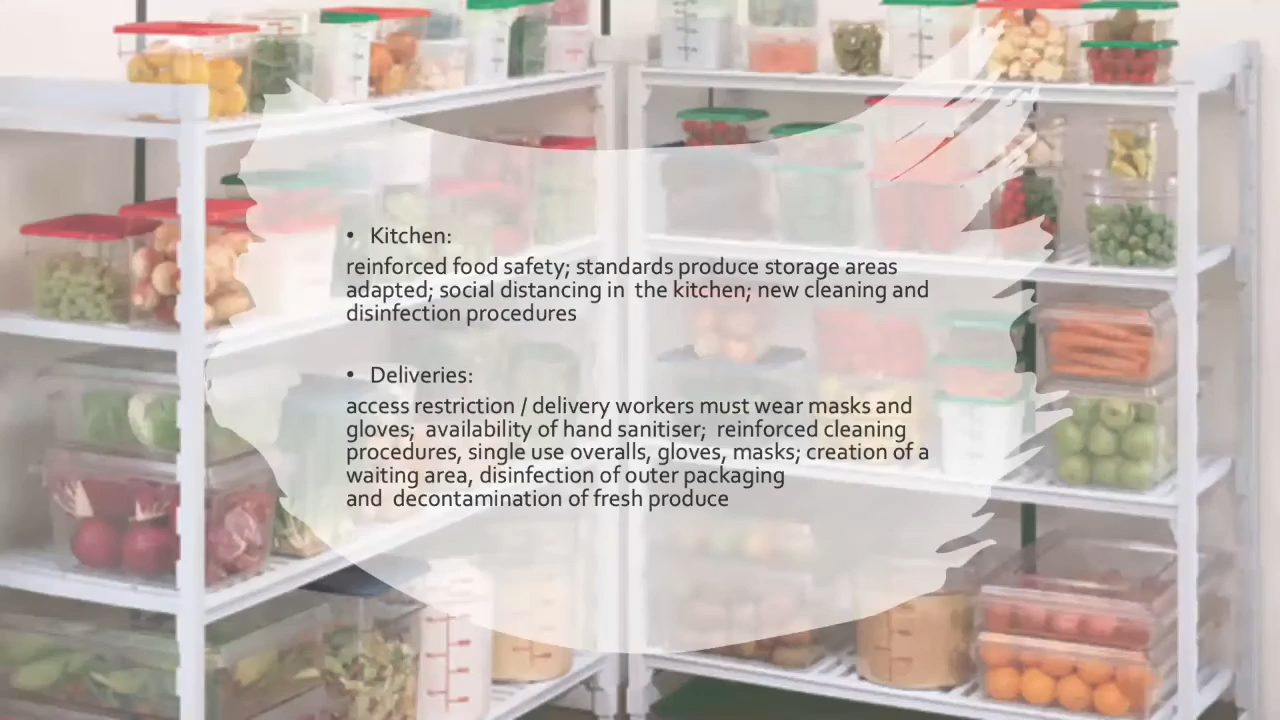 • Kitchen:
reinforced food safety; standards produce storage areas
adapted; social distancing in  the kitchen; new cleaning and
disinfection procedures
• Deliveries:
access restriction / delivery workers must wear masks and
gloves;  availability of hand sanitiser;  reinforced cleaning
procedures, single use overalls, gloves, masks; creation of a
waiting area, disinfection of outer packaging
and  decontamination of fresh produce